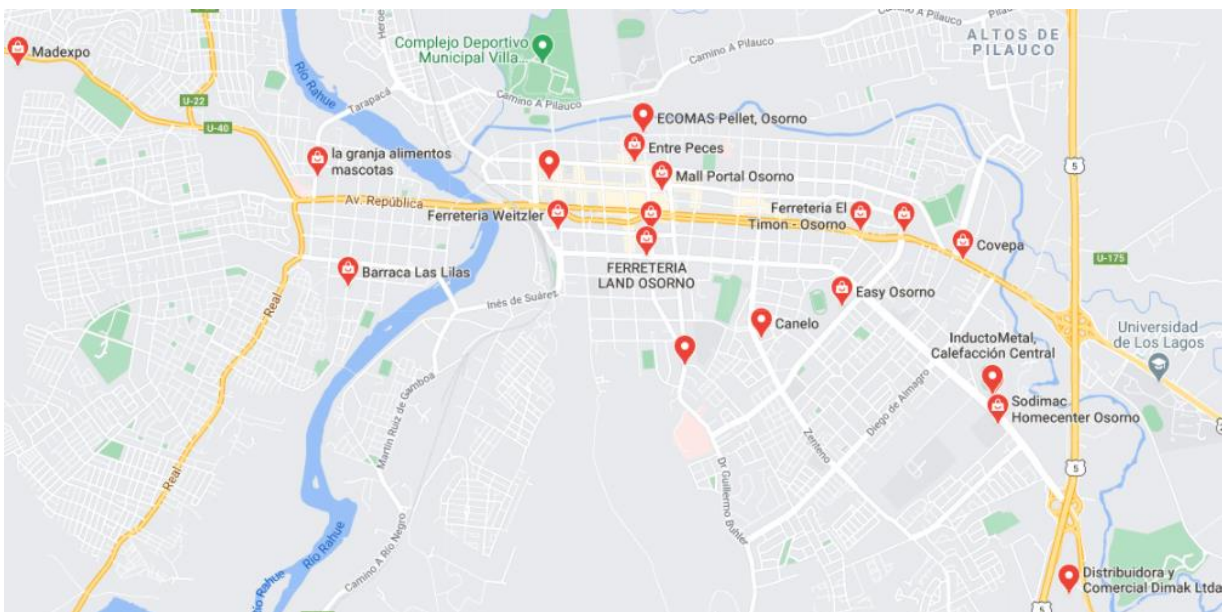 Madexpo
Complejo Deportivo
Municipal Villa...
Heroe
ALTOS DE
PILAUCO
Camino A Pilauco
Camino A Pilauco
U-22
U-40
Río Rahue
Tarapacá
ECOMAS Pellet, Osorno
Entre Peces
la granja alimentos
mascotas
Mall Portal Osorno
5
Av. República
Ferreteria Weitzler
Ferreteria El
Timon - Osorno
Covepa
U-175
FERRETERIA
LAND OSORNO
Barraca Las Lilas
Inés de Suárez
Easy Osorno
Real
Canelo
InductoMetal,
Calefacción Central
Universidad
de Los Lagos
Martín Ruiz de Gamboa
Diego de Almagro
Sodimac
Homecenter Osorno
Zenteno
Real
Dr Guillermo Buhler
5
Río Rahue
Río Rahue
Camino A Río Negro
Distribuidora y
Comercial Dimak Ltda
5